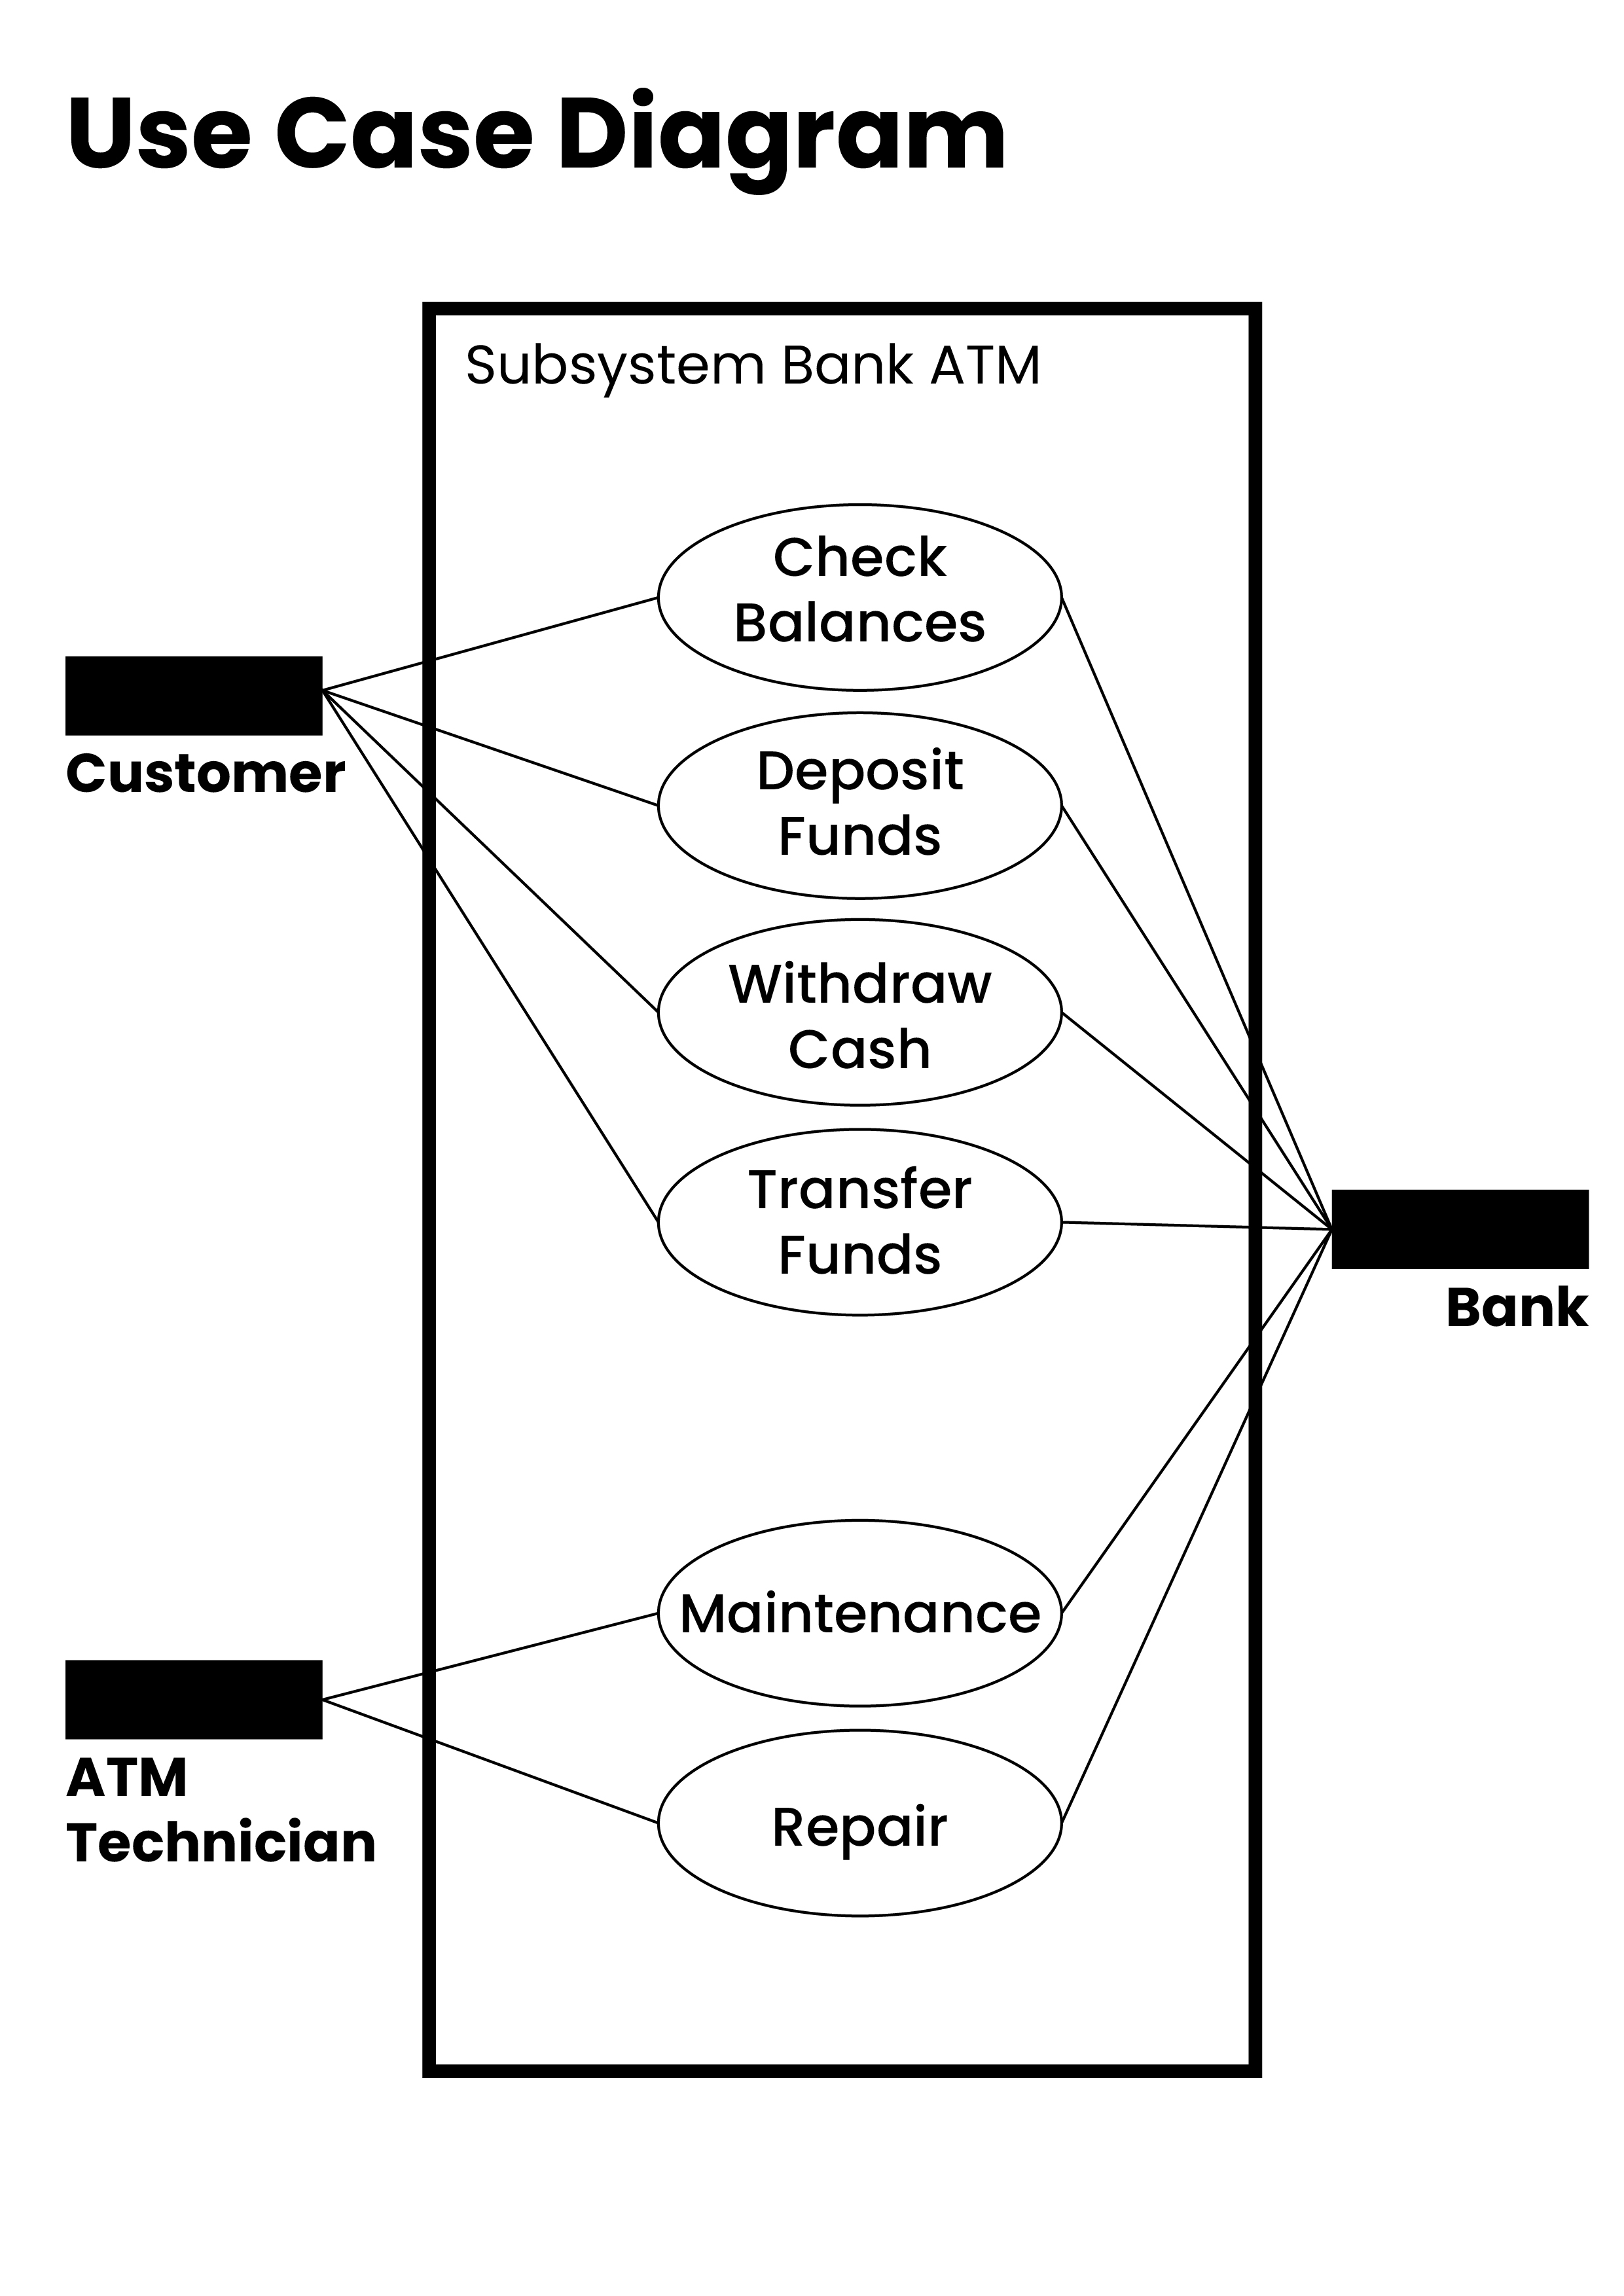 Use Case Diagram
Subsystem Bank ATM
Check
Balances
Customer
Deposit
Funds
Withdraw
Cash
Transfer
Funds
Bank
Maintenance
ATM
Technician
Repair